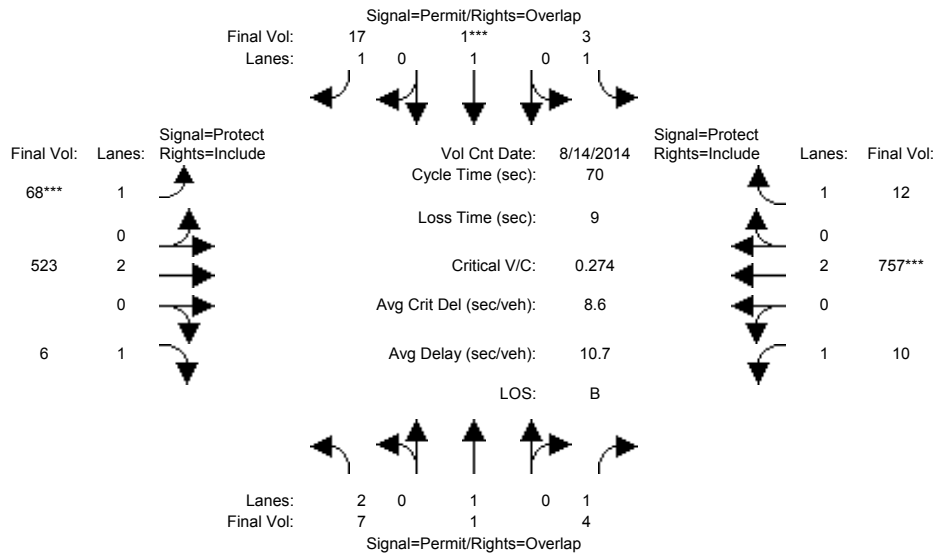 Signal=Permit/Rights=Overlap
Final Vol: 17 1*** 3
Lanes: 1 0 1 0 1
Signal=Protect Signal=Protect
Final Vol: Lanes: Rights=Include Vol Cnt Date: 8/14/2014 Rights=Include Lanes: Final Vol:
Cycle Time (sec): 70
68*** 1 1 12
Loss Time (sec): 9
0 0
523 2 Critical V/C: 0.274 2 757***
0 Avg Crit Del (sec/veh): 8.6 0
6 1 Avg Delay (sec/veh): 10.7 1 10
LOS: B
Lanes: 2 0 1 0 1
Final Vol: 7 1 4
Signal=Permit/Rights=Overlap